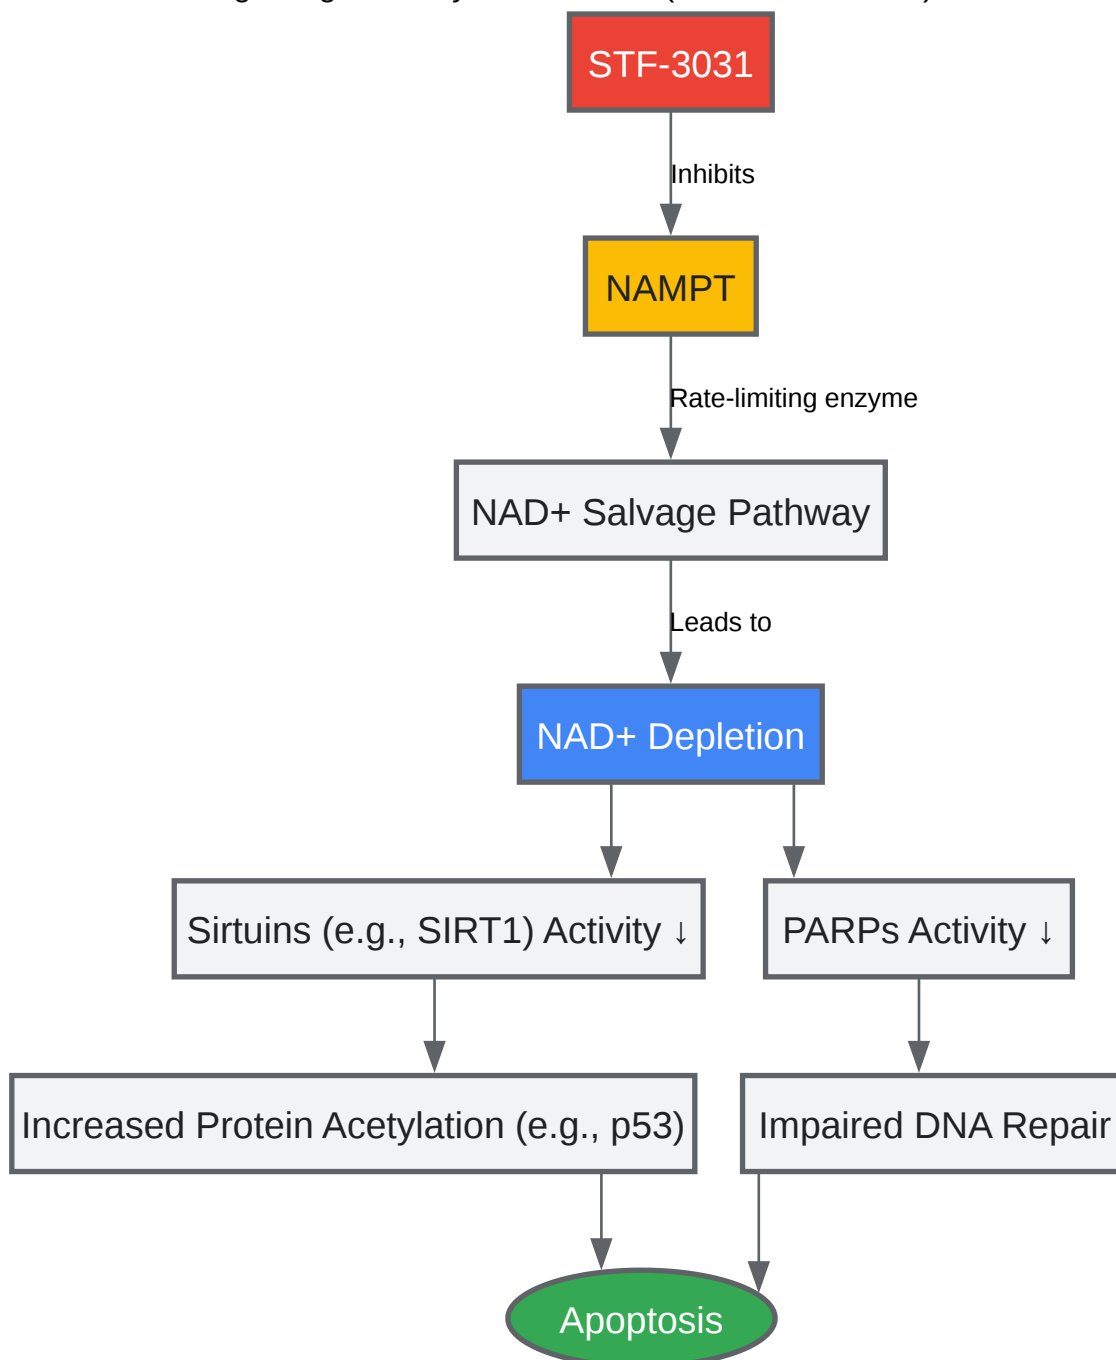 STF-3031
Inhibits
NAMPT
Rate-limiting enzyme
NAD+ Salvage Pathway
Leads to
NAD+ Depletion
Sirtuins (e.g., SIRT1) Activity ↓
PARPs Activity ↓
Increased Protein Acetylation (e.g., p53)
Impaired DNA Repair
Apoptosis